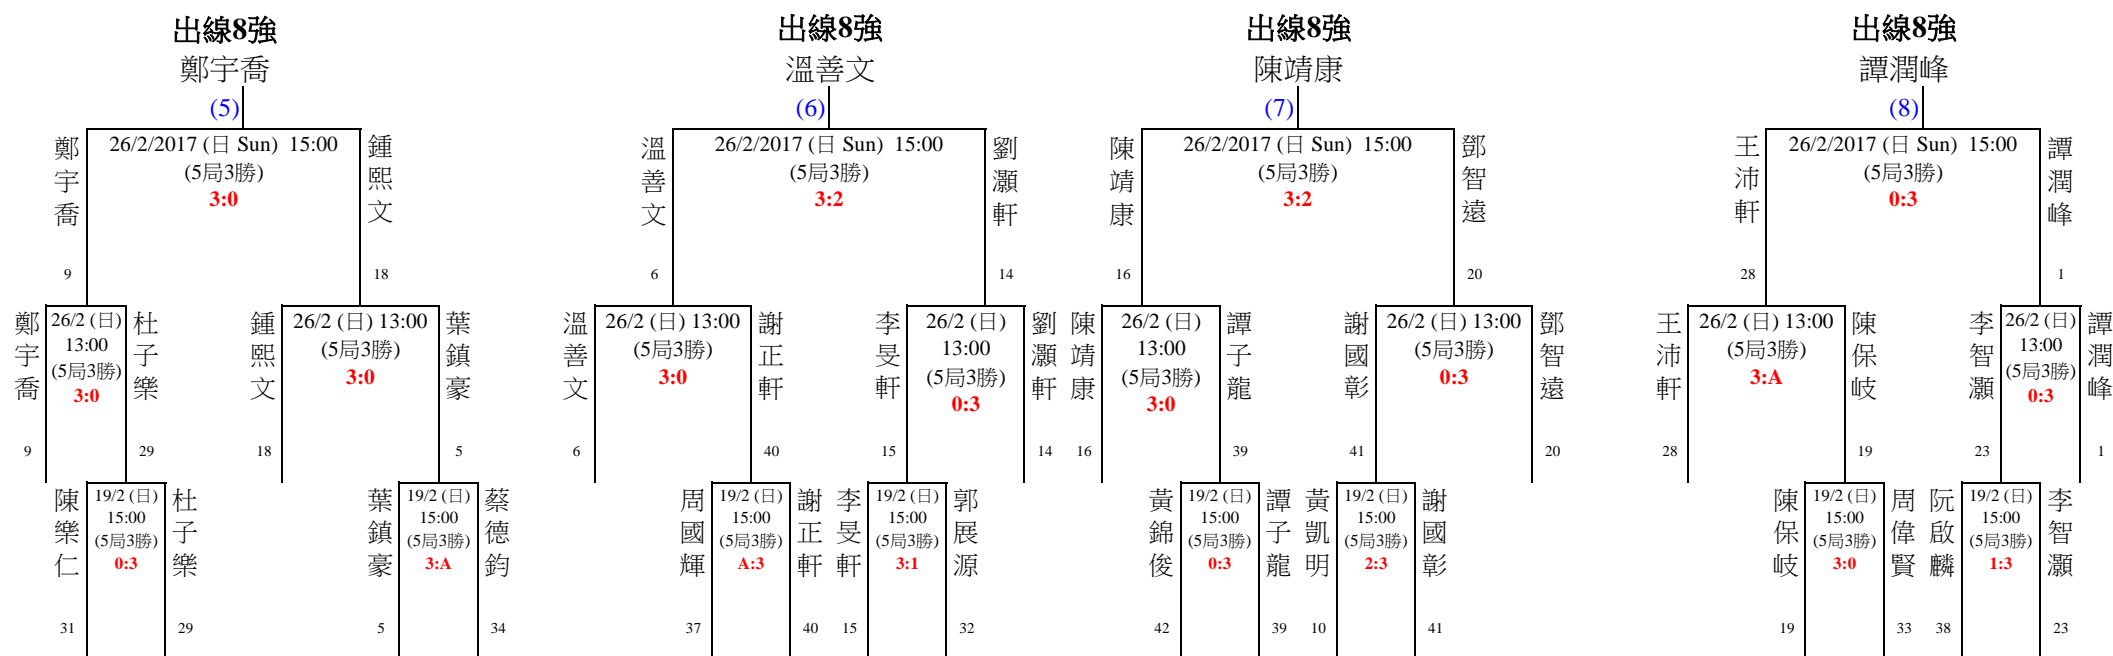 出線8強
出線8強
出線8強
出線8強
鄭宇喬
溫善文
陳靖康
譚潤峰
(5)
(6)
(7)
(8)
鄭宇喬
26/2/2017 (日 Sun) 15:00
(5局3勝)
3:0
鍾熙文
溫善文
26/2/2017 (日 Sun) 15:00
(5局3勝)
3:2
劉灝軒
陳靖康
26/2/2017 (日 Sun) 15:00
(5局3勝)
3:2
鄧智遠
王沛軒
26/2/2017 (日 Sun) 15:00
(5局3勝)
0:3
譚潤峰
9
18
6
14
16
20
28
1
鄭宇喬
26/2 (日)
13:00
(5局3勝)
3:0
杜子樂
鍾熙文
26/2 (日) 13:00
(5局3勝)
3:0
葉鎮豪
溫善文
26/2 (日) 13:00
(5局3勝)
3:0
謝正軒
李旻軒
26/2 (日)
13:00
(5局3勝)
0:3
劉灝軒
陳靖康
26/2 (日)
13:00
(5局3勝)
3:0
譚子龍
謝國彰
26/2 (日) 13:00
(5局3勝)
0:3
鄧智遠
王沛軒
26/2 (日) 13:00
(5局3勝)
3:A
陳保岐
李智灝
26/2 (日)
13:00
(5局3勝)
0:3
譚潤峰
9
29
18
5
6
40
15
14
16
39
41
20
28
19
23
1
陳樂仁
19/2 (日)
15:00
(5局3勝)
0:3
杜子樂
葉鎮豪
19/2 (日)
15:00
(5局3勝)
3:A
蔡德鈞
周國輝
19/2 (日)
15:00
(5局3勝)
A:3
謝正軒
李旻軒
19/2 (日)
15:00
(5局3勝)
3:1
郭展源
黃錦俊
19/2 (日)
15:00
(5局3勝)
0:3
譚子龍
黃凱明
19/2 (日)
15:00
(5局3勝)
2:3
謝國彰
陳保岐
19/2 (日)
15:00
(5局3勝)
3:0
周偉賢
阮啟麟
19/2 (日)
15:00
(5局3勝)
1:3
李智灝
31
29
5
34
37
40
15
32
42
39
10
41
19
33
38
23